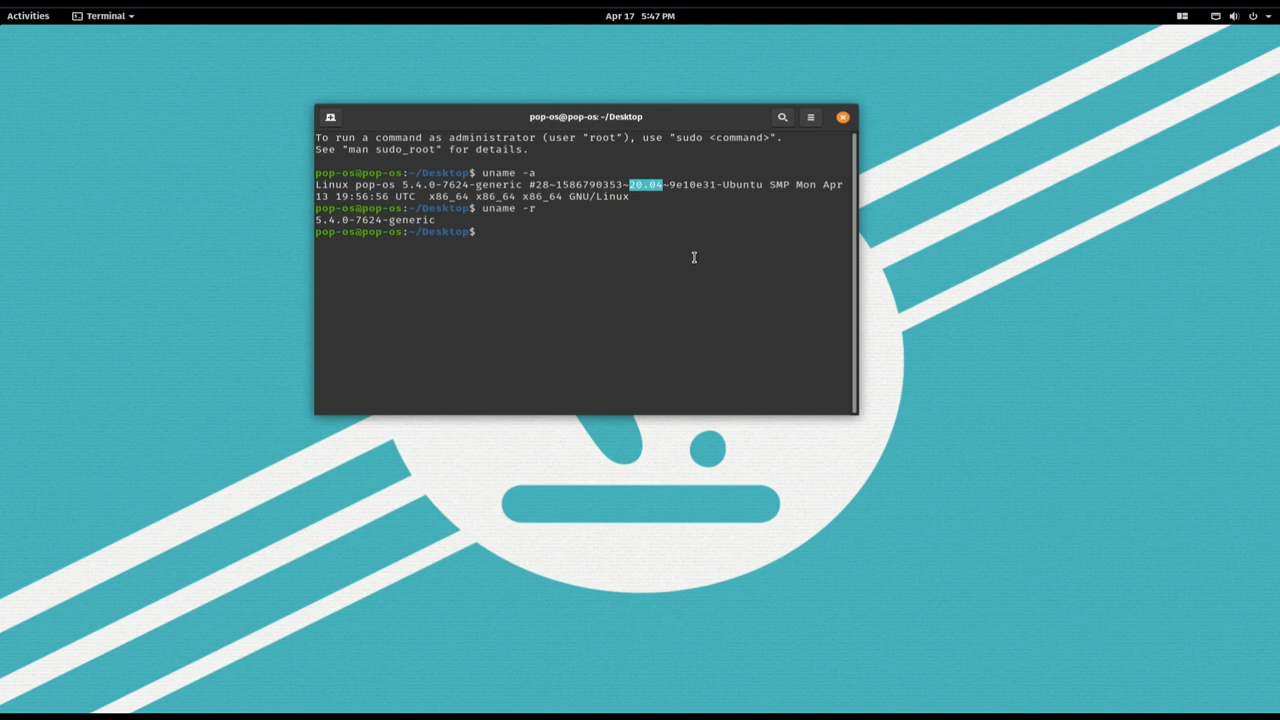 Activities Terminal Apr 17 5:47 PM
pop-os@pop-os: ~/Desktop
To run a command as administrator (user "root"), use "sudo <command>".
See "man sudo_root" for details.
pop-os@pop-os:~/Desktop$ uname -a
Linux pop-os 5.4.0-7624-generic #28~1586790353~20.04~9e10e31-Ubuntu SMP Mon Apr
13 19:56:56 UTC  x86_64 x86_64 x86_64 GNU/Linux
pop-os@pop-os:~/Desktop$ uname -r
5.4.0-7624-generic
pop-os@pop-os:~/Desktop$